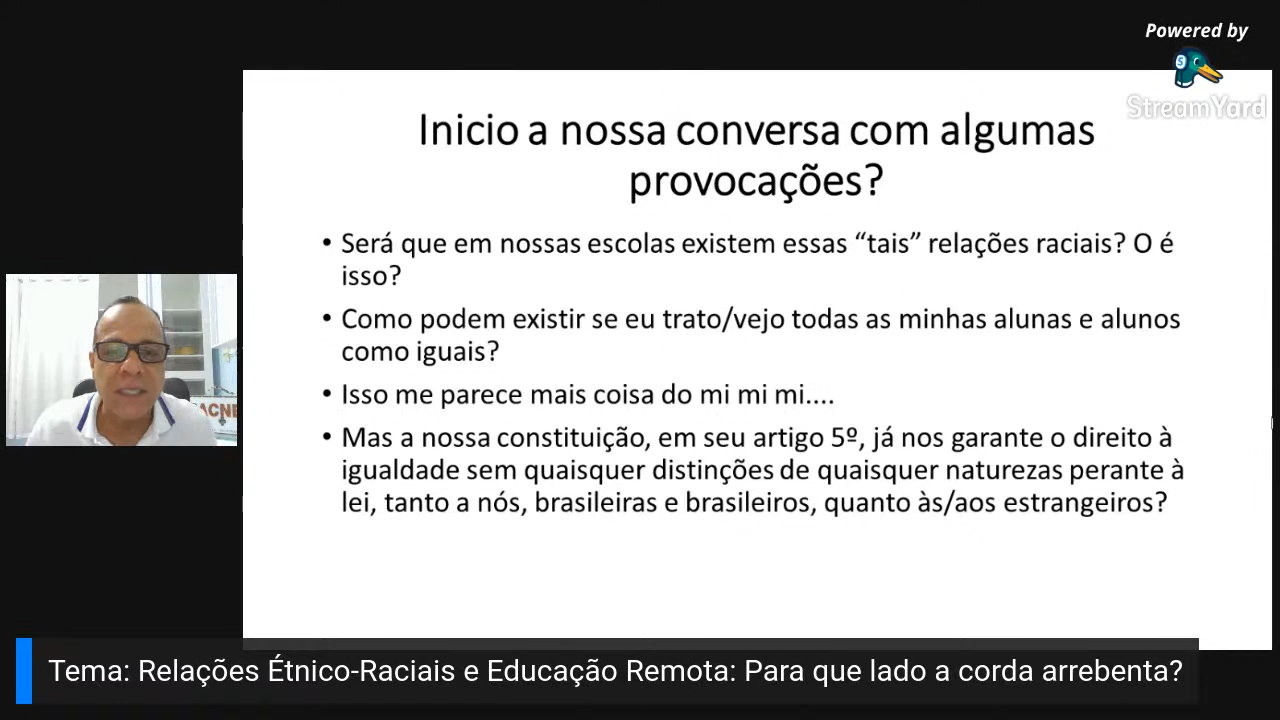 Powered by
StreamYard
Inicio a nossa conversa com algumas
provocações?
• Será que em nossas escolas existem essas “tais” relações raciais? O é
isso?
• Como podem existir se eu trato/vejo todas as minhas alunas e alunos
como iguais?
• Isso me parece mais coisa do mi mi mi....
• Mas a nossa constituição, em seu artigo 5º, já nos garante o direito à
igualdade sem quaisquer distinções de quaisquer naturezas perante à
lei, tanto a nós, brasileiras e brasileiros, quanto às/aos estrangeiros?
ACNE
Tema: Relações Étnico-Raciais e Educação Remota: Para que lado a corda arrebenta?